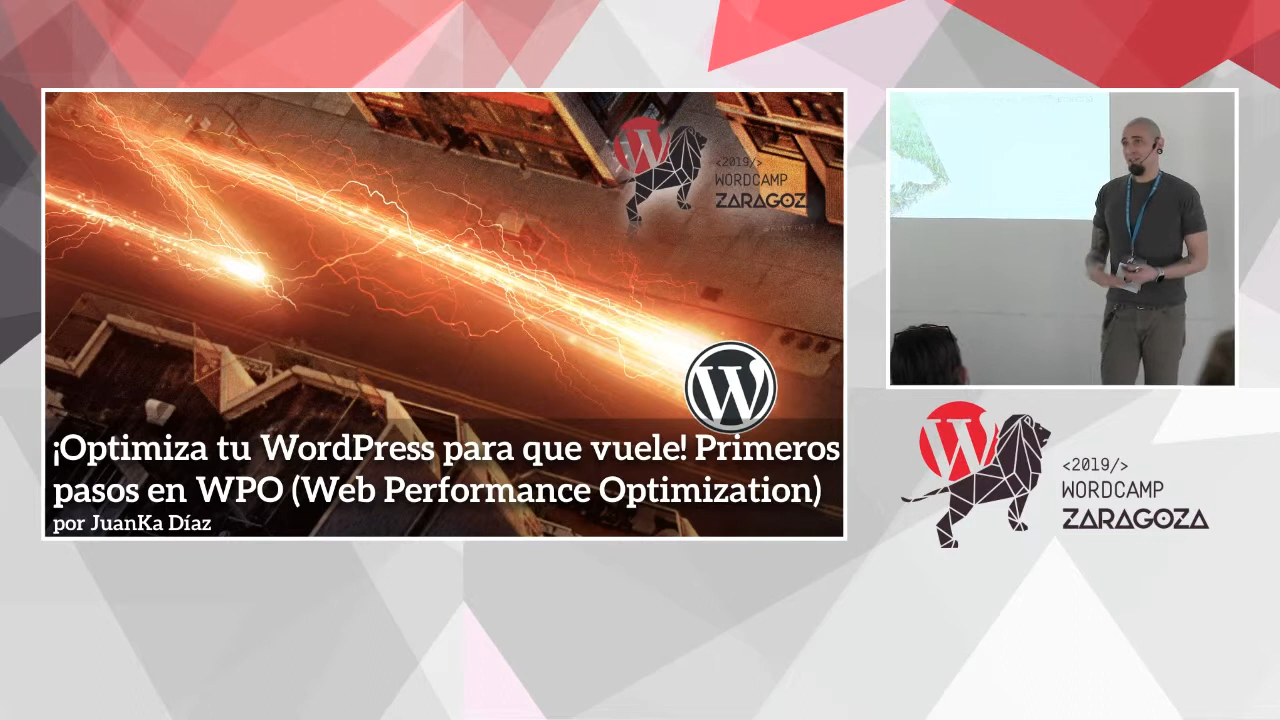 <2019/>
WORDCAMP
ZARAGOZ
¡Optimiza tu WordPress para que vuele! Primeros
pasos en WPO (Web Performance Optimization)
por JuanKa Díaz
<2019/>
WORDCAMP
ZARAGOZA